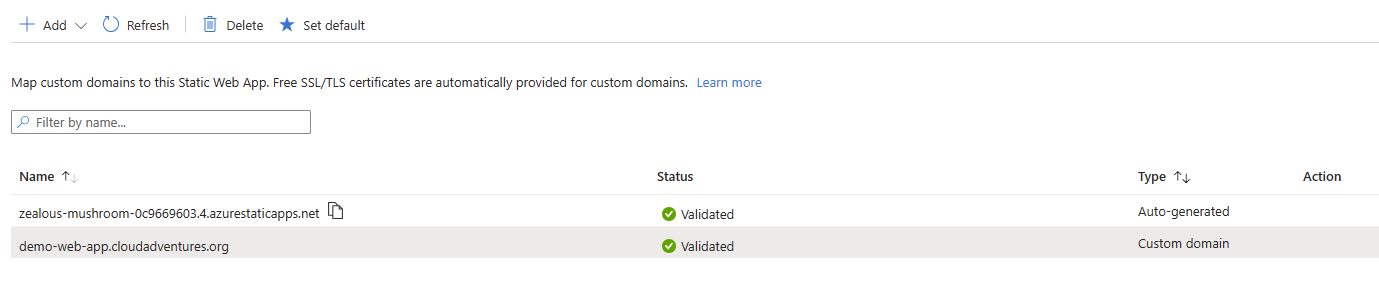 Add Refresh Delete Set default
Map custom domains to this Static Web App. Free SSL/TLS certificates are automatically provided for custom domains. Learn more
Filter by name...
Name Status Type Action
zealous-mushroom-0c9669603.4.azurestaticapps.net Validated Auto-generated
demo-web-app.cloudadventures.org Validated Custom domain